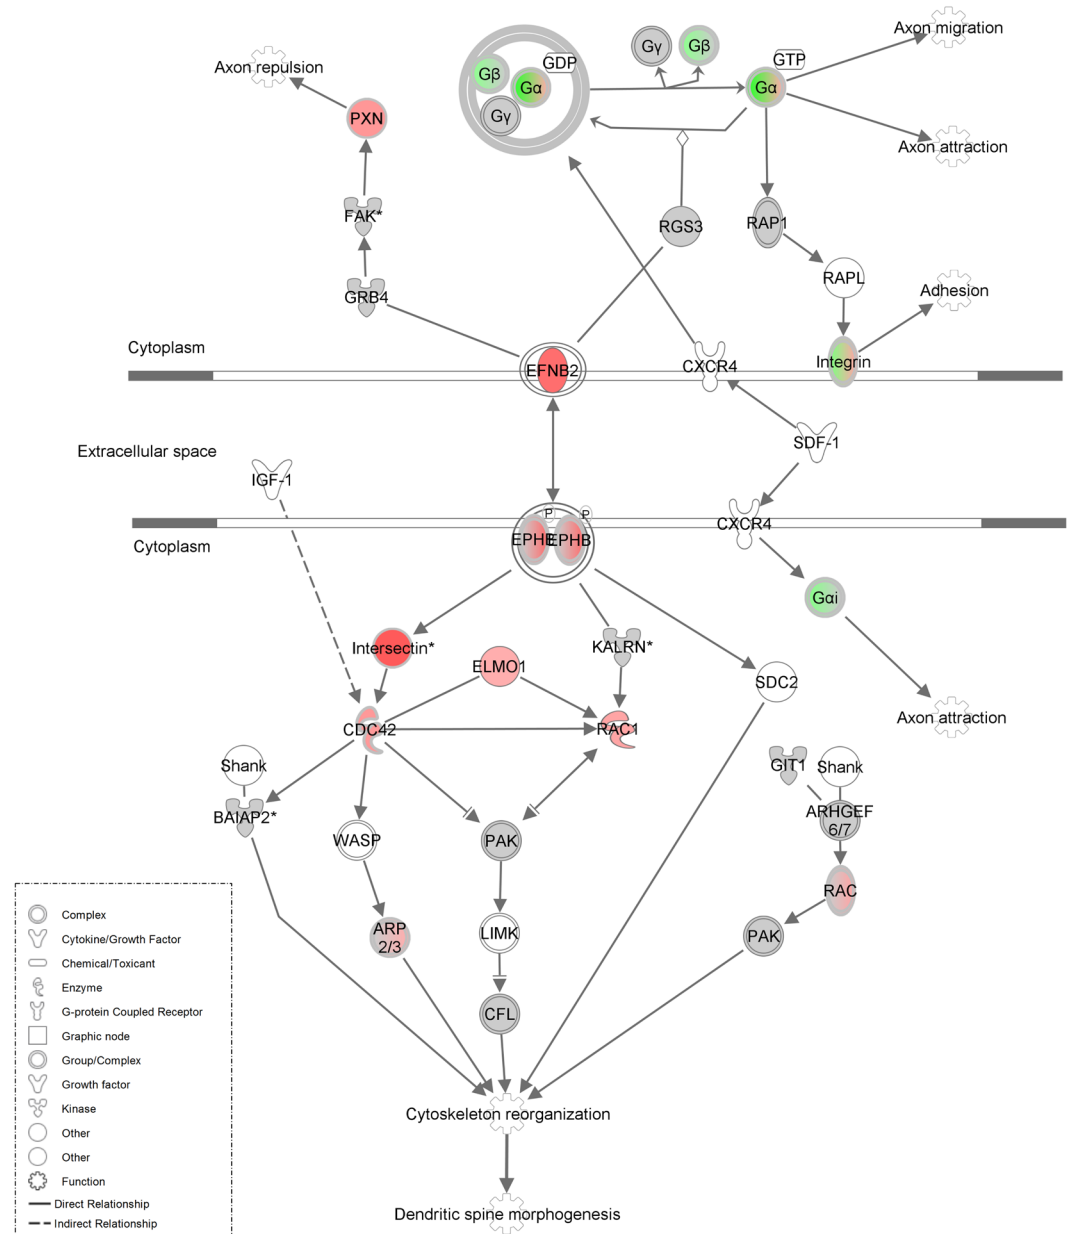 Axon migration
Gγ
Gβ
GTP
Gα
GDP
Gβ
Gα
Gγ
Axon repulsion
PXN
Axon attraction
FAK*
RGS3
RAP1
RAPL
GRB4
Adhesion
Cytoplasm
EFNB2
CXCR4
Integrin
Extracellular space
SDF-1
IGF-1
P
P
CXCR4
Cytoplasm
EPHB
EPHB
Gαi
Intersectin*
KALRN*
ELMO1
SDC2
Axon attraction
CDC42
RAC1
Shank
GIT1
Shank
BAIAP2*
ARHGEF
6/7
WASP
PAK
RAC
ARP
2/3
LIMK
PAK
CFL
Cytoskeleton reorganization
Dendritic spine morphogenesis
Complex
Cytokine/Growth Factor
Chemical/Toxicant
Enzyme
G-protein Coupled Receptor
Graphic node
Group/Complex
Growth factor
Kinase
Other
Other
Function
Direct Relationship
Indirect Relationship